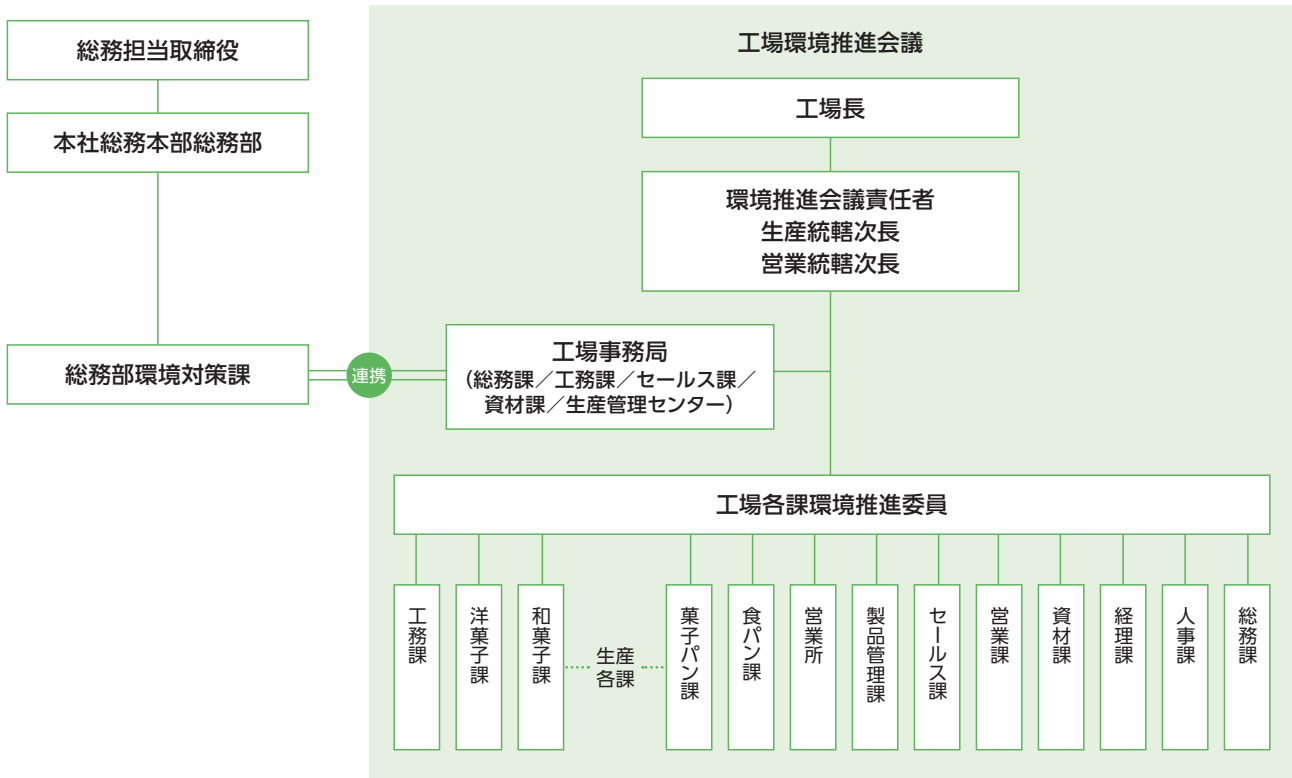 総務担当取締役
本社総務本部総務部
総務部環境対策課
連携
工場環境推進会議
工場長
環境推進会議責任者
生産統轄次長
営業統轄次長
工場事務局
(総務課／工務課／セールス課／
資材課／生産管理センター)
工場各課環境推進委員
工務課
洋菓子課
和菓子課
生産
各課
菓子パン課
食パン課
営業所
製品管理課
セールス課
営業課
資材課
経理課
人事課
総務課